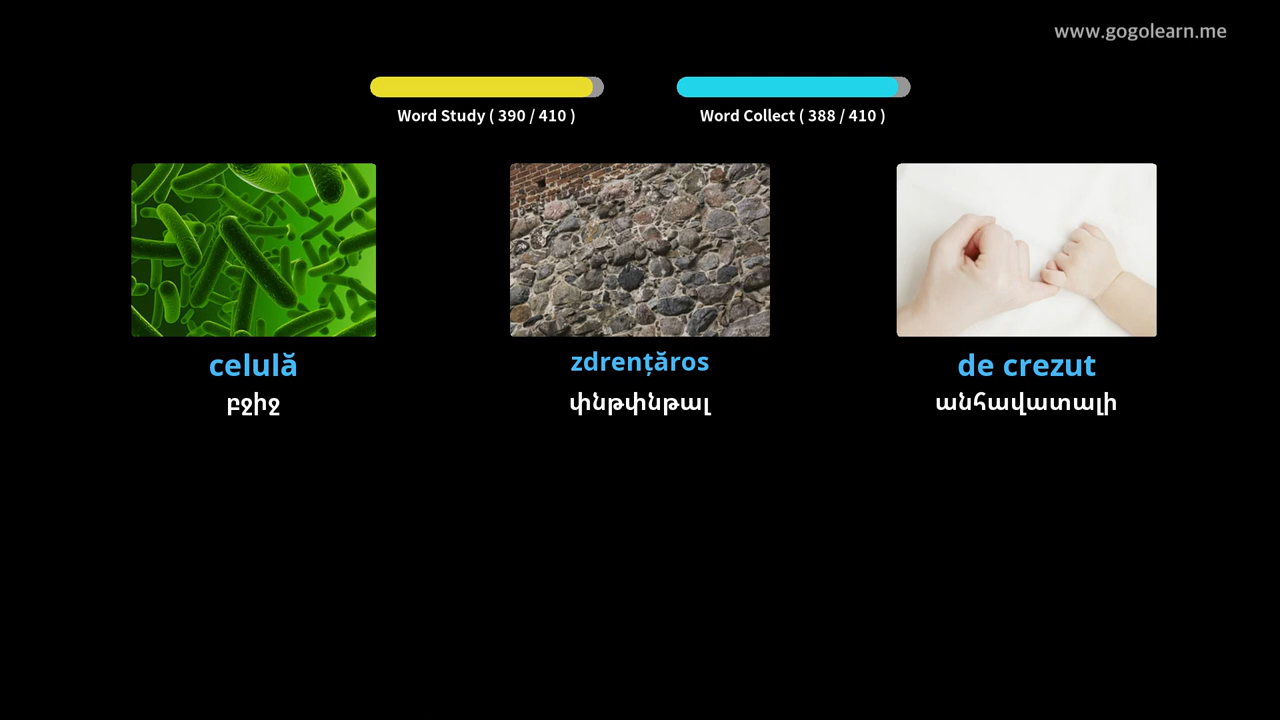 www.gogolearn.me
Word Study ( 390 / 410 )
Word Collect ( 388 / 410 )
celulă
zdrențăros
de crezut
բջիջ
փնթփնթալ
անհավատալի